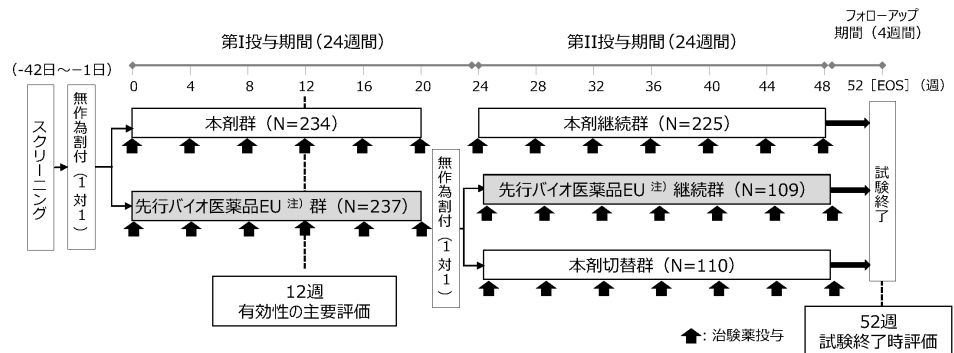 フォローアップ
第I投与期間（24週間）
第II投与期間（24週間）
期間（4週間）
（-42日～−1日）
0 4 8 12 16 20 24 28 32 36 40 44 48 52［EOS］（週）
スクリーニング
無作為割付（1対1）
本剤群（N=234）
先行バイオ医薬品EU 注）群（N=237）
無作為割付（1対1）
本剤継続群（N=225）
先行バイオ医薬品EU 注）継続群（N=109）
本剤切替群（N=110）
試験終了
12週
有効性の主要評価
：治験薬投与
52週
試験終了時評価